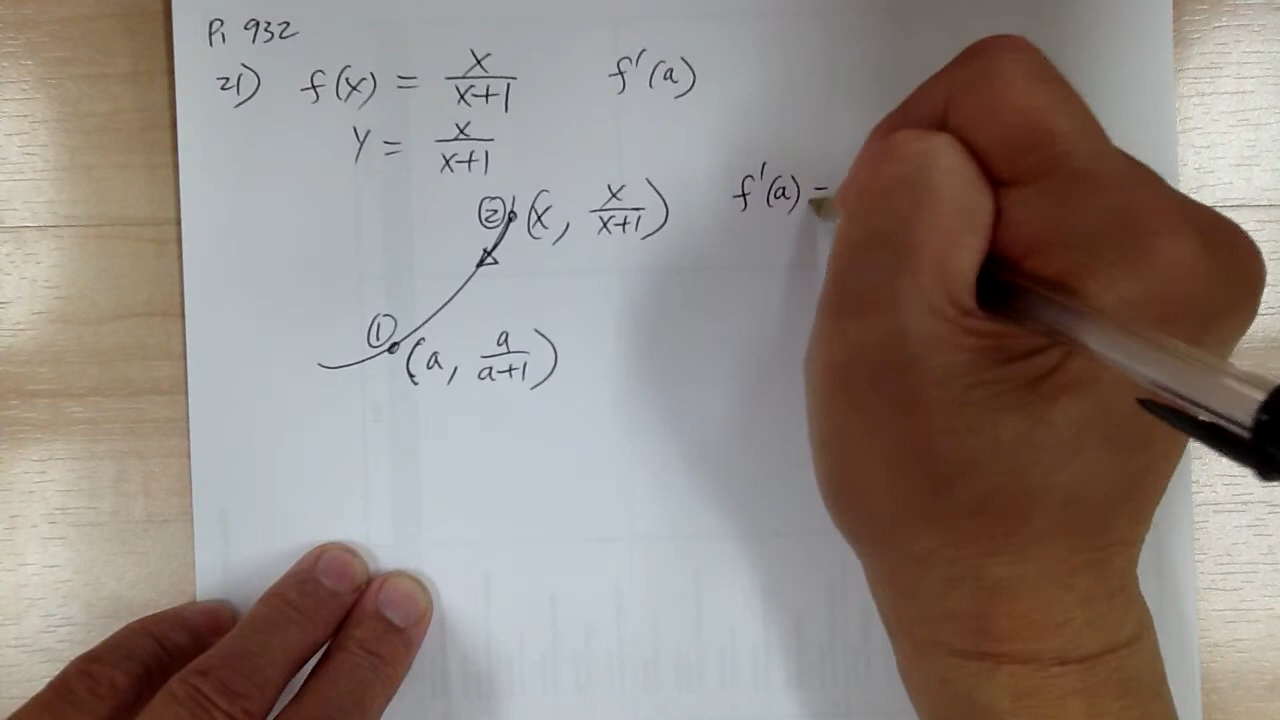 P. 932
21) f(x) = x/(x+1) f'(a)
y = x/(x+1)
② (x, x/(x+1)) f'(a) =
① (a, a/(a+1))